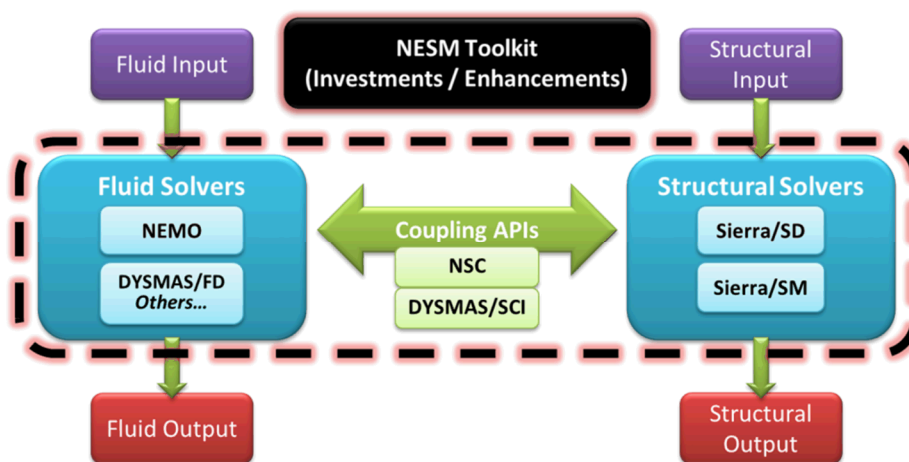 Fluid Input
NESM Toolkit
(Investments / Enhancements)
Structural
Input
Fluid Solvers
NEMO
DYSMAS/FD
Others...
Coupling APIs
NSC
DYSMAS/SCI
Structural Solvers
Sierra/SD
Sierra/SM
Fluid Output
Structural
Output